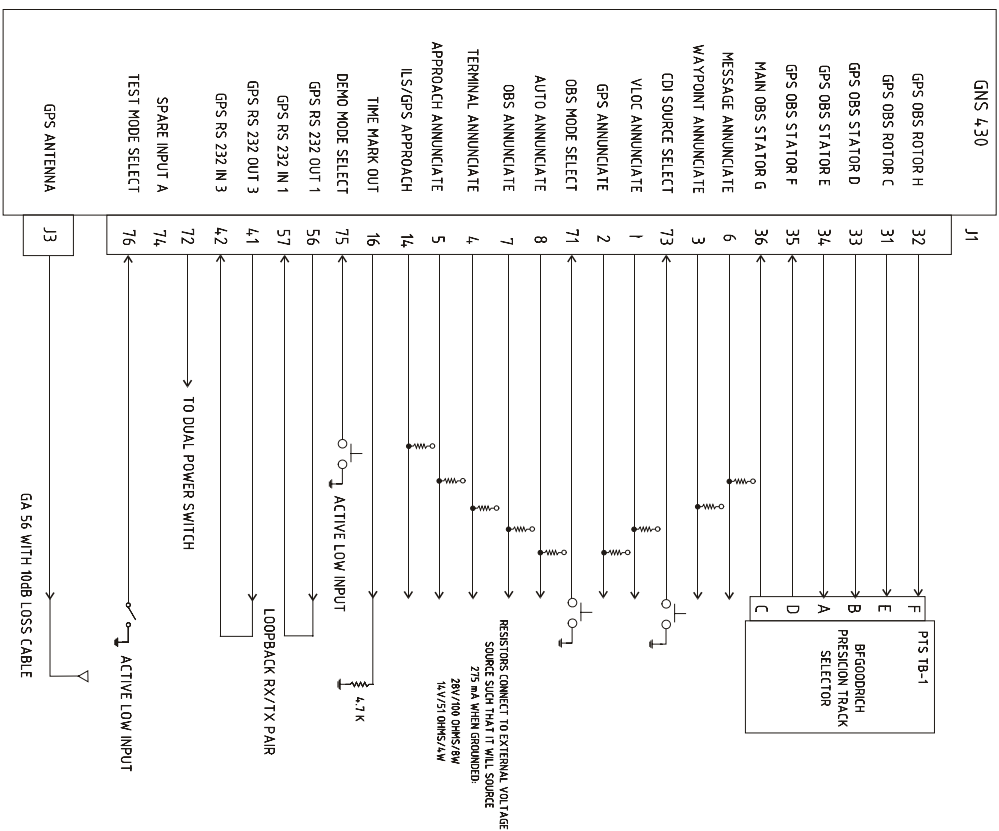 GNS 430
J1
PTS TB-1
GPS OBS ROTOR H 32 F
GPS OBS ROTOR C 31 E
GPS OBS STATOR D 33 B
GPS OBS STATOR E 34 A
GPS OBS STATOR F 35 D
MAIN OBS STATOR G 36 C
BFGOODRICH
PRESICION TRACK
SELECTOR
MESSAGE ANNUNCIATE 6
WAYPOINT ANNUNCIATE 3
CDI SOURCE SELECT 73
VLOC ANNUNCIATE 1
GPS ANNUNCIATE 2
OBS MODE SELECT 71
AUTO ANNUNCIATE 8
OBS ANNUNCIATE 7
TERMINAL ANNUNCIATE 4
APPROACH ANNUNCIATE 5
ILS/GPS APPROACH 14
RESISTORS CONNECT TO EXTERNAL VOLTAGE
SOURCE SUCH THAT IT WILL SOURCE
275 mA WHEN GROUNDED:
28V/100 OHMS/8W
14V/51 OHMS/4W
TIME MARK OUT 16
4.7 K
DEMO MODE SELECT 75
ACTIVE LOW INPUT
GPS RS 232 OUT 1 56
GPS RS 232 IN 1 57
LOOPBACK RX/TX PAIR
GPS RS 232 OUT 3 41
GPS RS 232 IN 3 42
72 TO DUAL POWER SWITCH
SPARE INPUT A 74
TEST MODE SELECT 76
ACTIVE LOW INPUT
GPS ANTENNA J3
GA 56 WITH 10dB LOSS CABLE